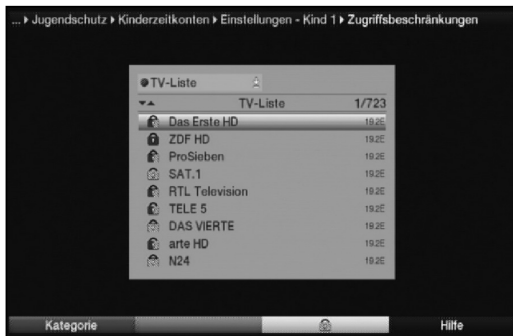 ... ▸ Jugendschutz ▸ Kinderzeitkonten ▸ Einstellungen - Kind 1 ▸ Zugriffsbeschränkungen
TV-Liste
TV-Liste 1/723
Das Erste HD 19.2E
ZDF HD 19.2E
ProSieben 19.2E
SAT.1 19.2E
RTL Television 19.2E
TELE 5 19.2E
DAS VIERTE 19.2E
arte HD 19.2E
N24 19.2E
Kategorie Hilfe